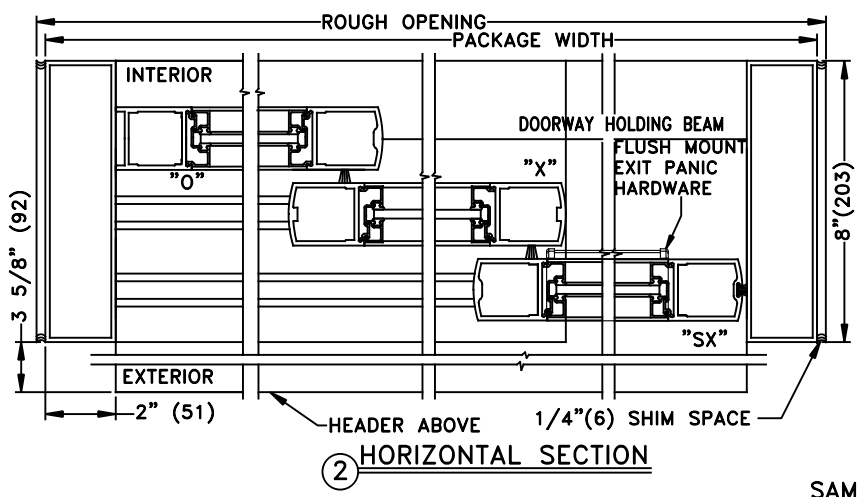 ROUGH OPENING
PACKAGE WIDTH
INTERIOR
DOORWAY HOLDING BEAM
FLUSH MOUNT
EXIT PANIC
HARDWARE
"O"
"X"
3 5/8" (92)
8"(203)
"SX"
EXTERIOR
2" (51)
HEADER ABOVE
1/4"(6) SHIM SPACE
2 HORIZONTAL SECTION
SAM